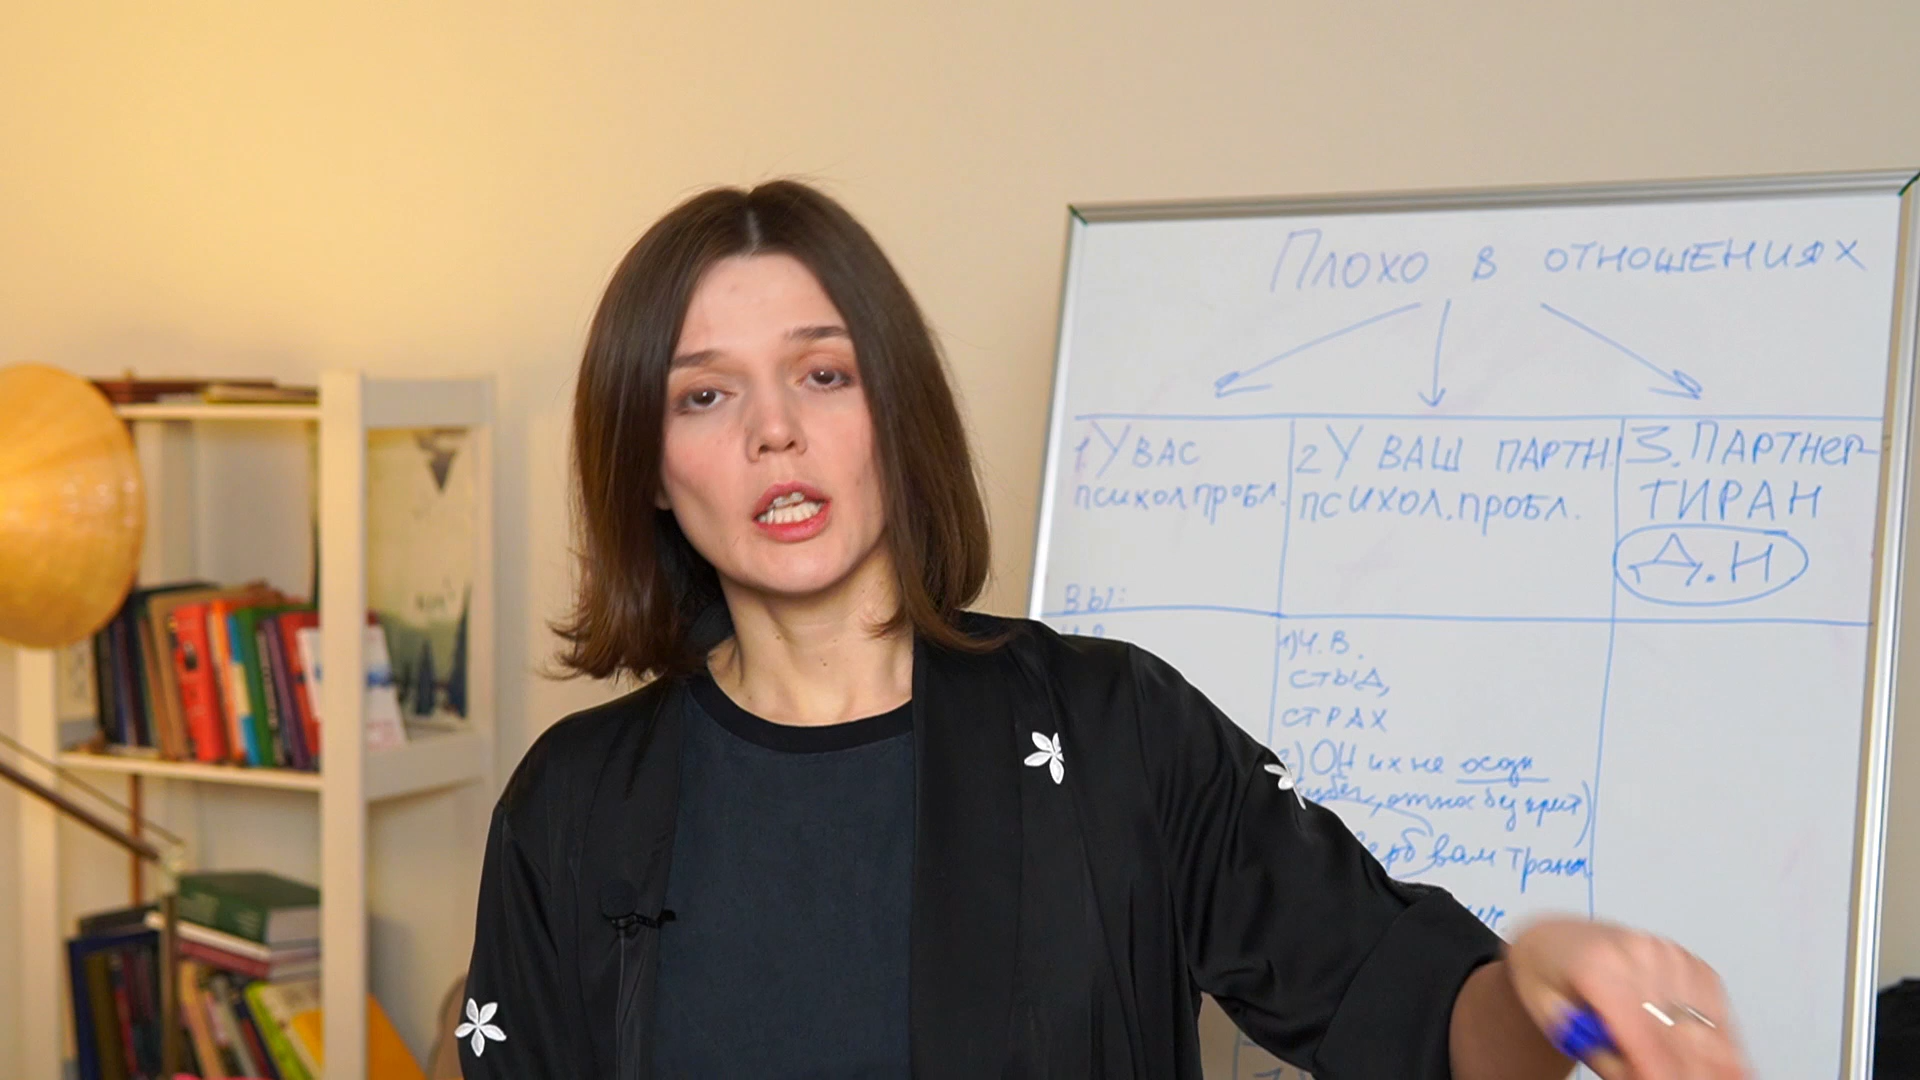 Плохо в отношениях
1 У вас
психол.пробл.
вы:
2 У ваш партн.
психол.пробл.
1) Ч.В.
стыд,
страх
2) Он их не
вам
3. Партнер
тиран
Д.Н